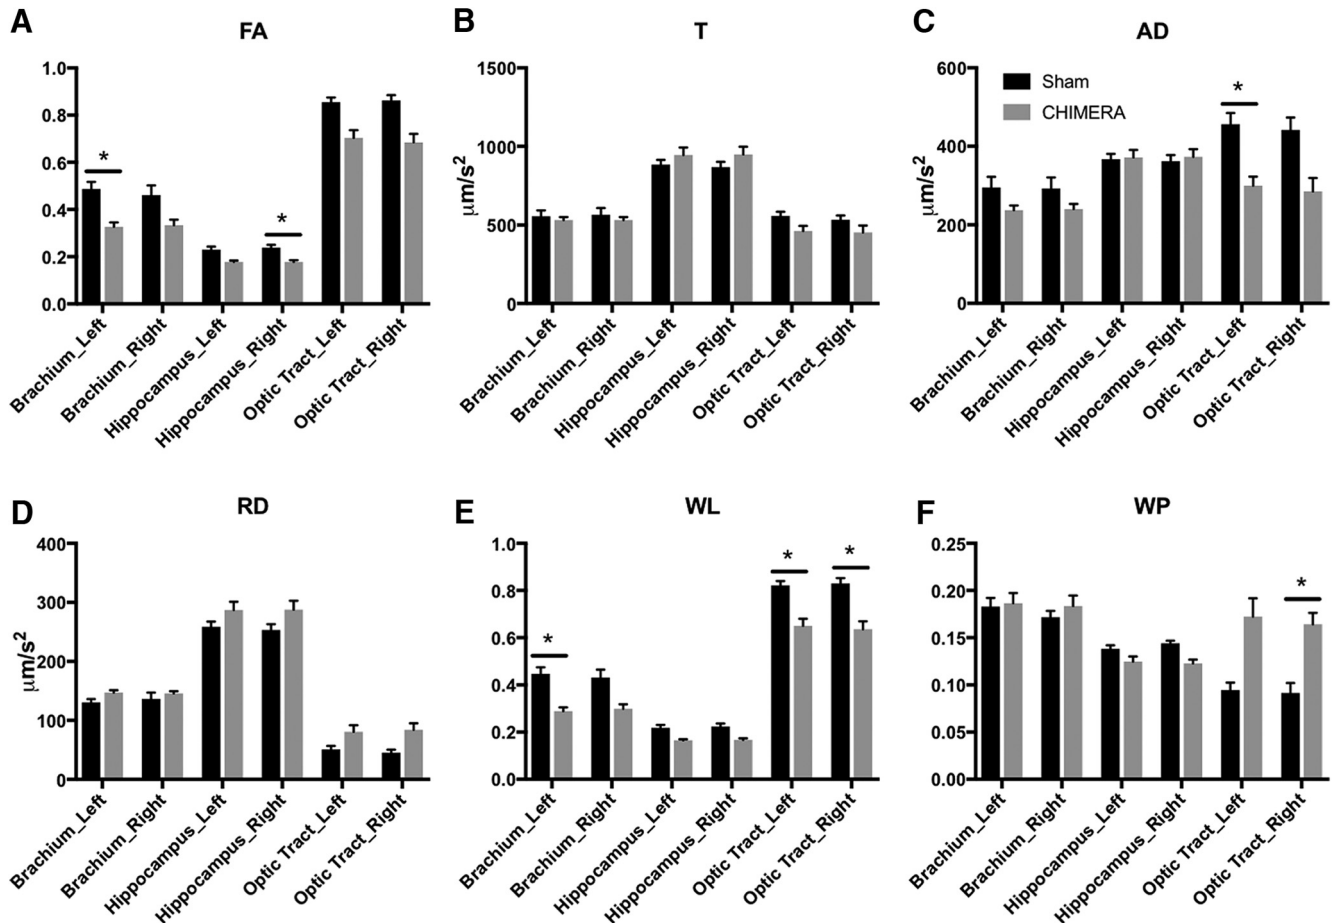 A
FA
1.0
0.8
0.6
0.4
0.2
0.0
*
*
Brachium_Left
Brachium_Right
Hippocampus_Left
Hippocampus_Right
Optic Tract_Left
Optic Tract_Right
B
T
μm/s²
1500
1000
500
0
Brachium_Left
Brachium_Right
Hippocampus_Left
Hippocampus_Right
Optic Tract_Left
Optic Tract_Right
C
AD
μm/s²
600
400
200
0
Sham
CHIMERA
*
Brachium_Left
Brachium_Right
Hippocampus_Left
Hippocampus_Right
Optic Tract_Left
Optic Tract_Right
D
RD
μm/s²
400
300
200
100
0
Brachium_Left
Brachium_Right
Hippocampus_Left
Hippocampus_Right
Optic Tract_Left
Optic Tract_Right
E
WL
1.0
0.8
0.6
0.4
0.2
0.0
*
*
*
Brachium_Left
Brachium_Right
Hippocampus_Left
Hippocampus_Right
Optic Tract_Left
Optic Tract_Right
F
WP
0.25
0.20
0.15
0.10
0.05
0.00
*
Brachium_Left
Brachium_Right
Hippocampus_Left
Hippocampus_Right
Optic Tract_Left
Optic Tract_Right